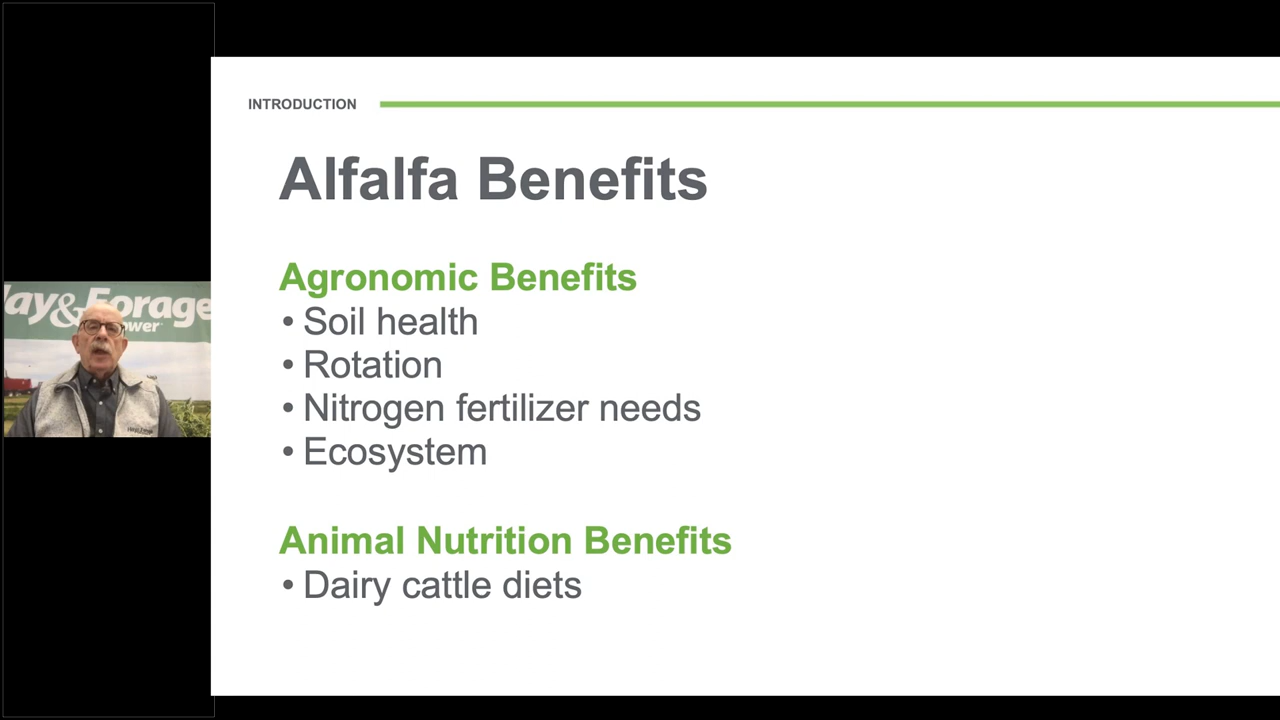 INTRODUCTION
Alfalfa Benefits
Agronomic Benefits
• Soil health
• Rotation
• Nitrogen fertilizer needs
• Ecosystem
Animal Nutrition Benefits
• Dairy cattle diets
&Forage